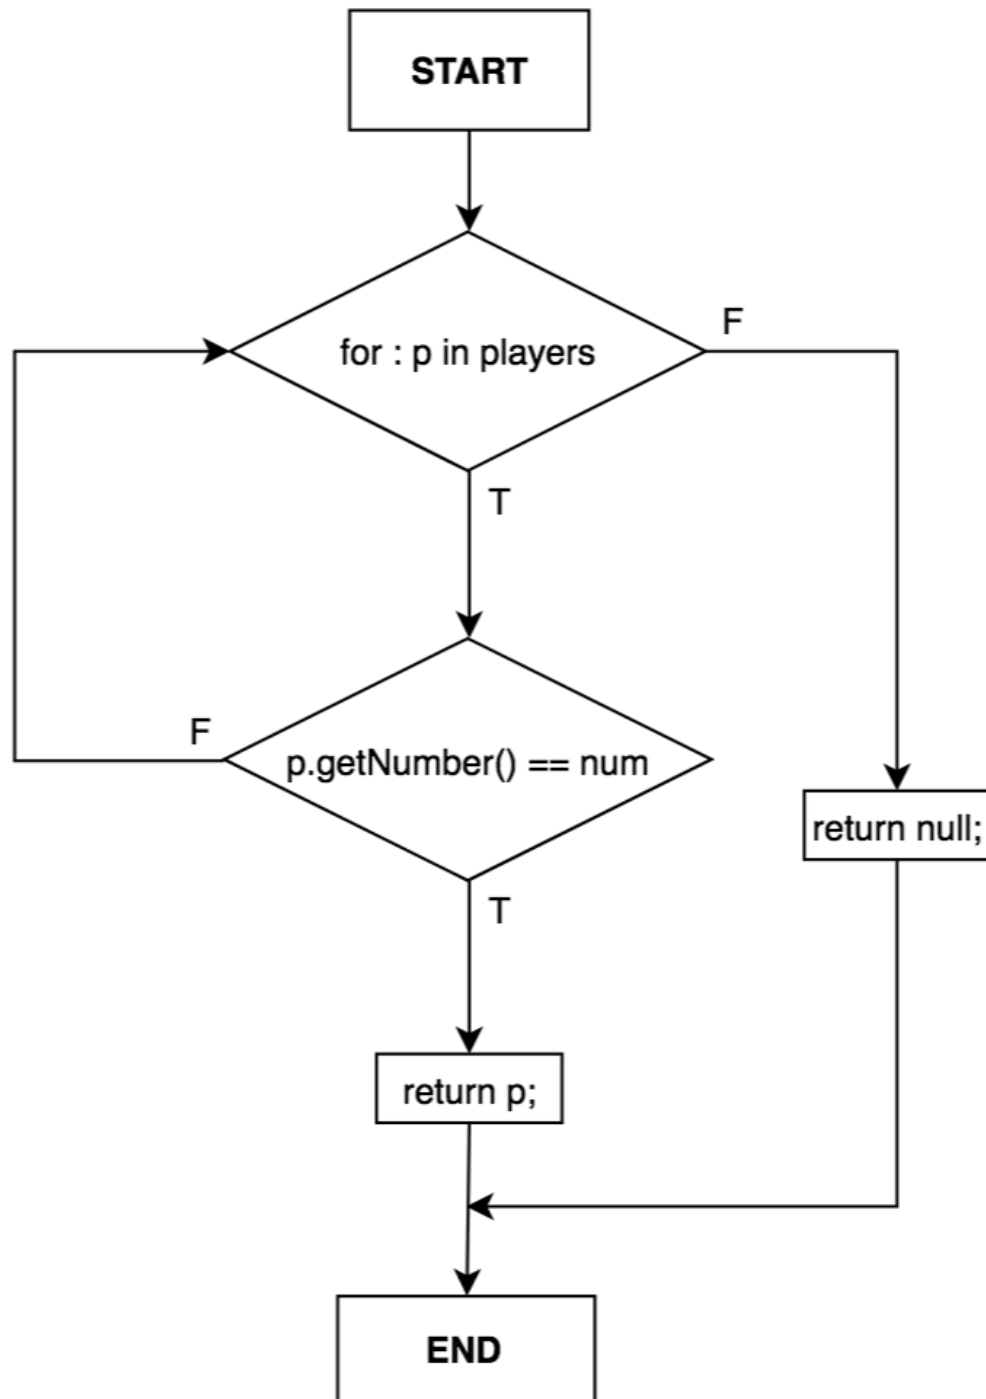 START
for : p in players
F
T
F
p.getNumber() == num
return null;
T
return p;
END